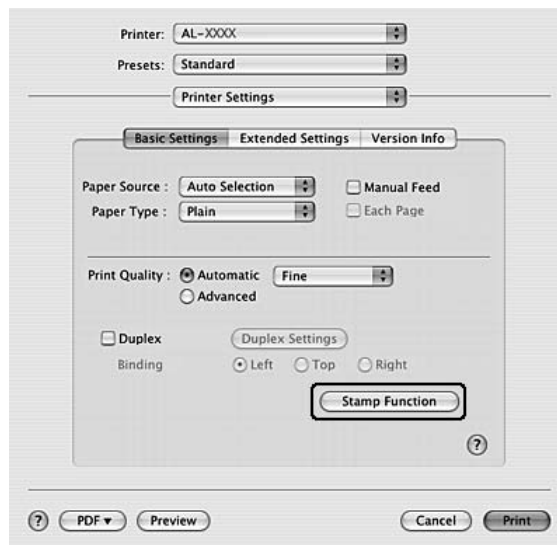 Printer: AL-XXXX
Presets: Standard
Printer Settings
Basic Settings Extended Settings Version Info
Paper Source : Auto Selection Manual Feed
Paper Type : Plain Each Page
Print Quality : Automatic Fine
Advanced
Duplex Duplex Settings
Binding Left Top Right
Stamp Function
?
? PDF ▼ Preview Cancel Print